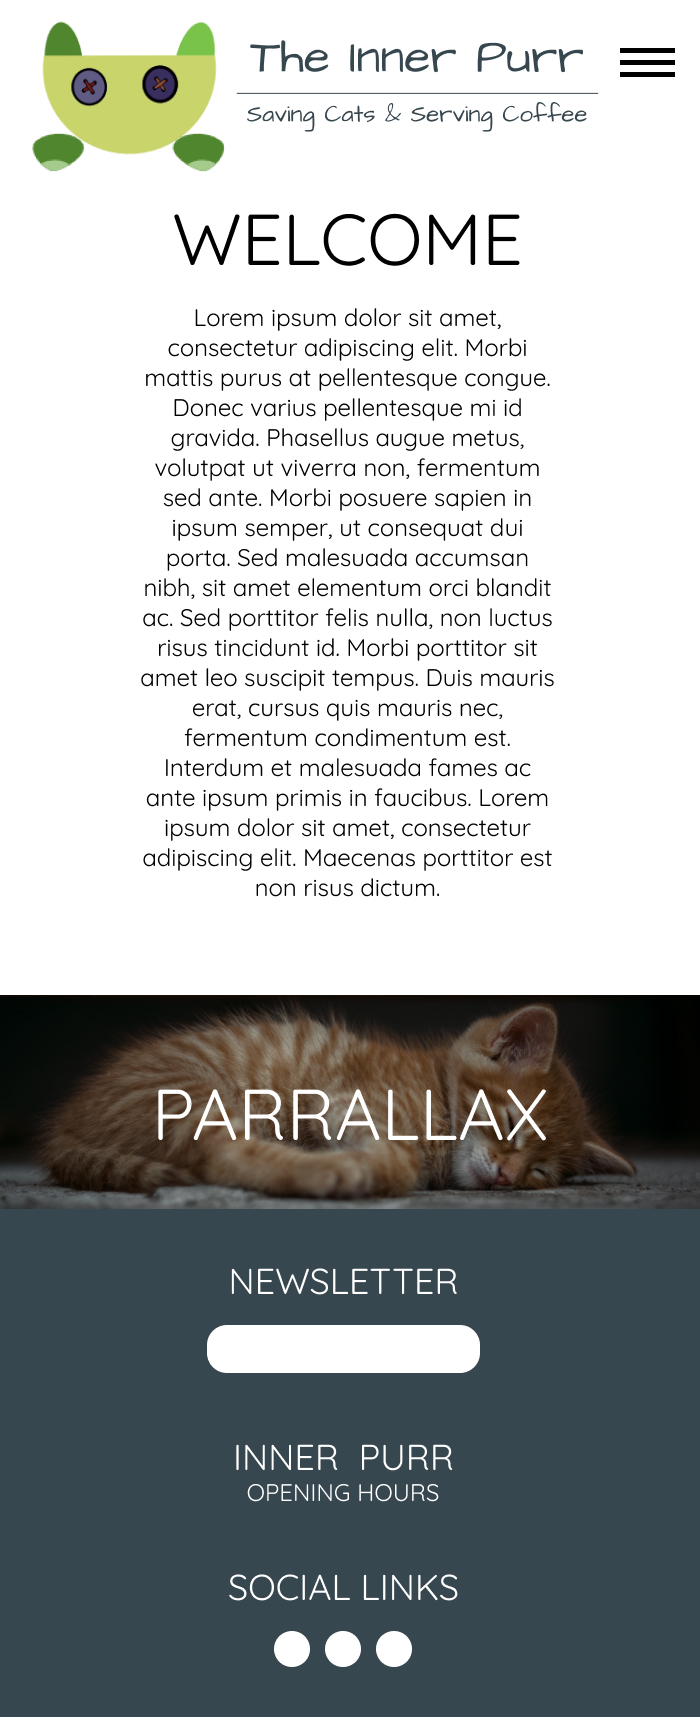 The Inner Purr
Saving Cats & Serving Coffee
WELCOME
Lorem ipsum dolor sit amet,
consectetur adipiscing elit. Morbi
mattis purus at pellentesque congue.
Donec varius pellentesque mi id
gravida. Phasellus augue metus,
volutpat ut viverra non, fermentum
sed ante. Morbi posuere sapien in
ipsum semper, ut consequat dui
porta. Sed malesuada accumsan
nibh, sit amet elementum orci blandit
ac. Sed porttitor felis nulla, non luctus
risus tincidunt id. Morbi porttitor sit
amet leo suscipit tempus. Duis mauris
erat, cursus quis mauris nec,
fermentum condimentum est.
Interdum et malesuada fames ac
ante ipsum primis in faucibus. Lorem
ipsum dolor sit amet, consectetur
adipiscing elit. Maecenas porttitor est
non risus dictum.
PARRALLAX
NEWSLETTER
INNER PURR
OPENING HOURS
SOCIAL LINKS